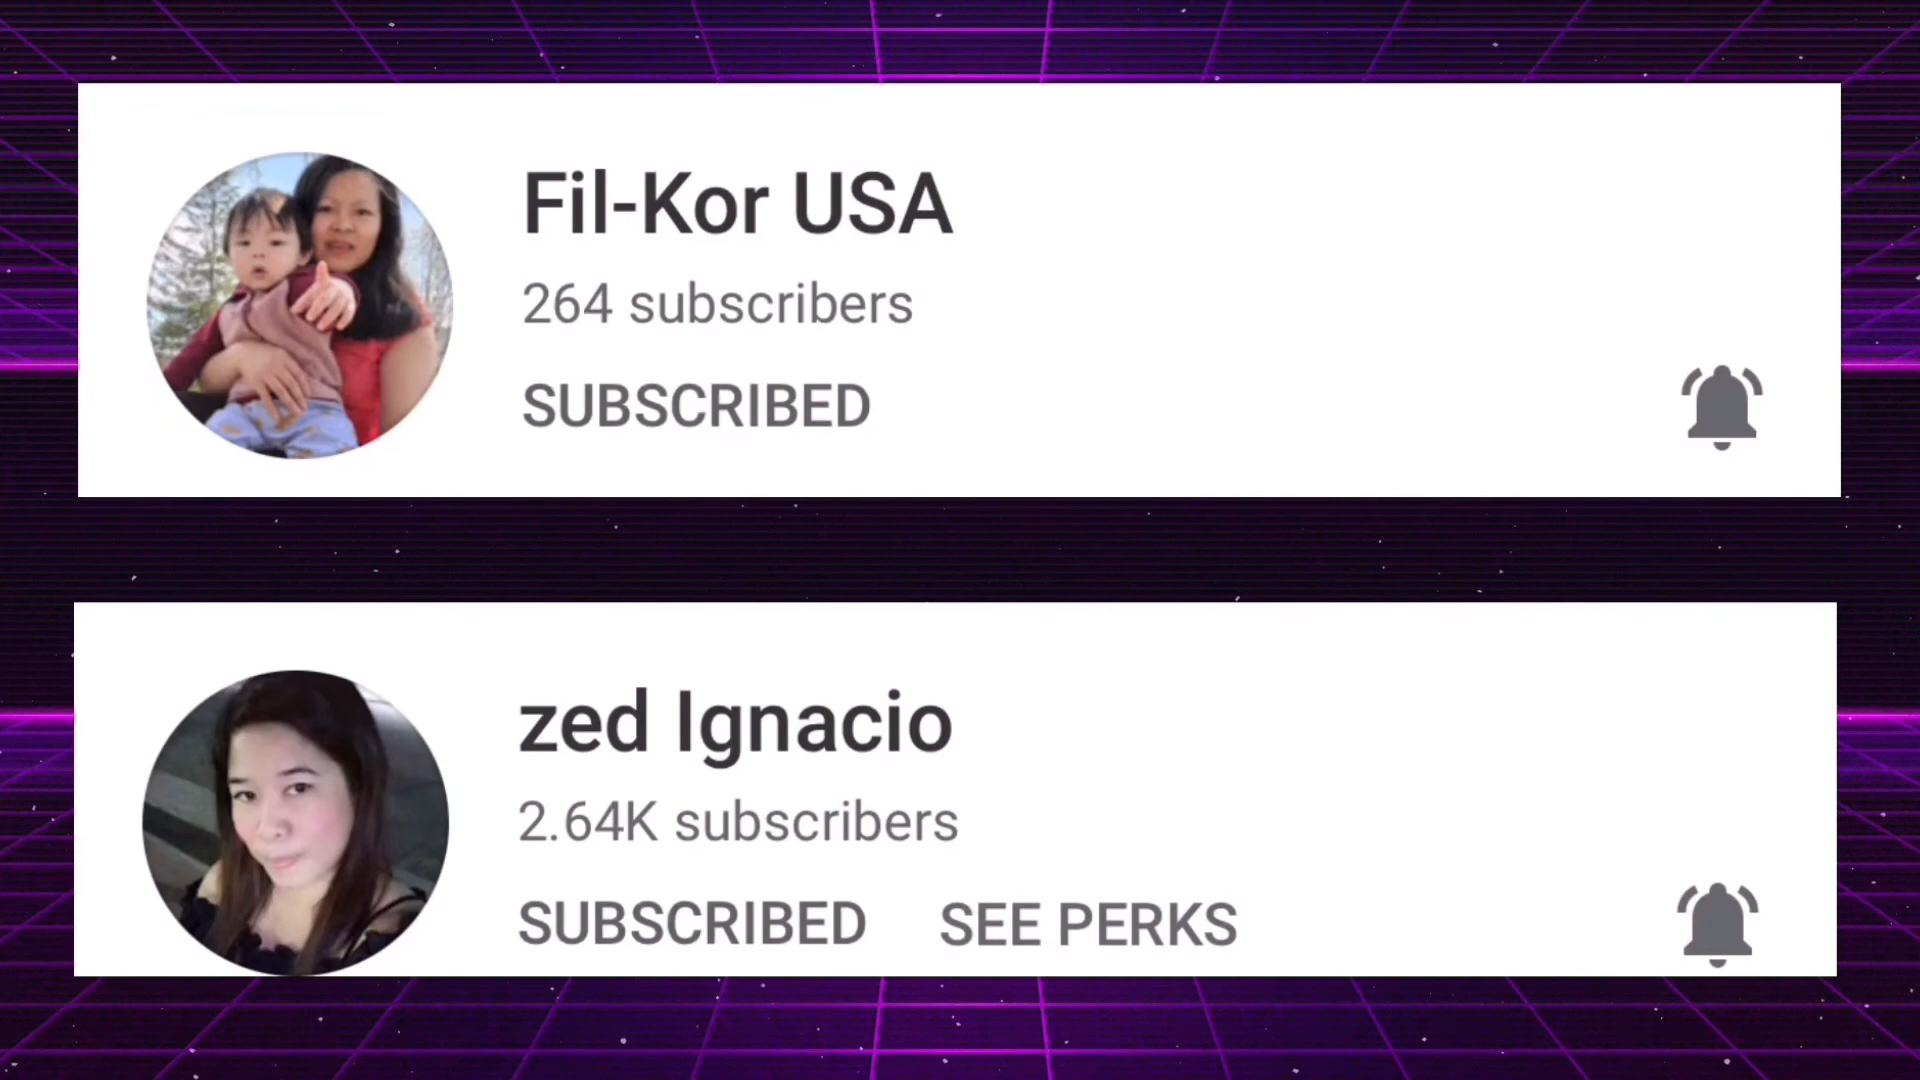 Fil-Kor USA
264 subscribers
SUBSCRIBED
zed Ignacio
2.64K subscribers
SUBSCRIBED SEE PERKS